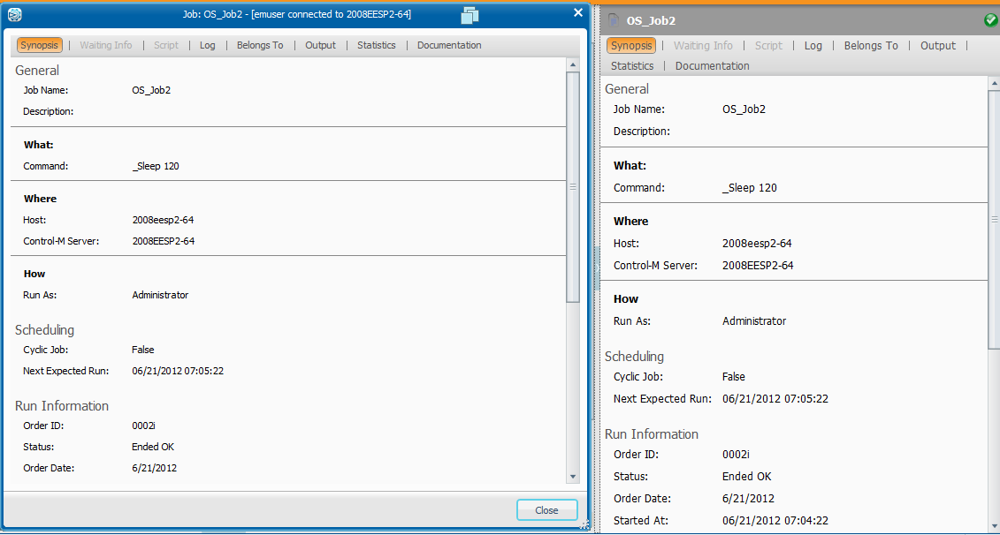 Job: OS_Job2 - [emuser connected to 2008EESP2-64]
Synopsis | Waiting Info | Script | Log | Belongs To | Output | Statistics | Documentation
General
Job Name: OS_Job2
Description:
What:
Command: _Sleep 120
Where
Host: 2008eesp2-64
Control-M Server: 2008EESP2-64
How
Run As: Administrator
Scheduling
Cyclic Job: False
Next Expected Run: 06/21/2012 07:05:22
Run Information
Order ID: 0002i
Status: Ended OK
Order Date: 6/21/2012
Close
OS_Job2
Synopsis | Waiting Info | Script | Log | Belongs To | Output |
Statistics | Documentation
General
Job Name: OS_Job2
Description:
What:
Command: _Sleep 120
Where
Host: 2008eesp2-64
Control-M Server: 2008EESP2-64
How
Run As: Administrator
Scheduling
Cyclic Job: False
Next Expected Run: 06/21/2012 07:05:22
Run Information
Order ID: 0002i
Status: Ended OK
Order Date: 6/21/2012
Started At: 06/21/2012 07:04:22